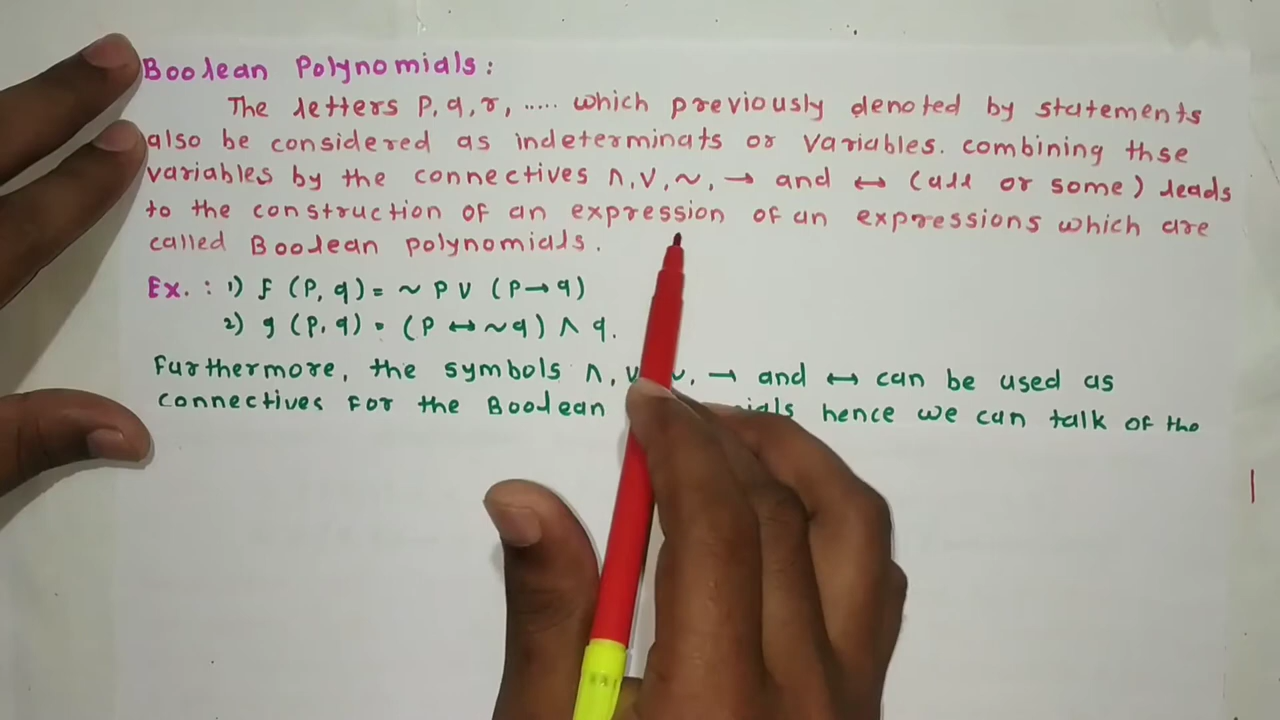 Boolean Polynomials:
The letters P, q, r, ..... which previously denoted by statements
also be considered as indeterminats or variables. combining thse
variables by the connectives ∧, ∨, ~, → and ↔ (all or some) leads
to the construction of an expression of an expressions which are
called Boolean polynomials.
Ex. : 1) f (P, q) = ~ P ∨ (P → q)
2) g (P, q) = (P ↔ ~q) ∧ q.
Furthermore, the symbols ∧, ∨, ~, → and ↔ can be used as
connectives for the Boolean hence we can talk of the